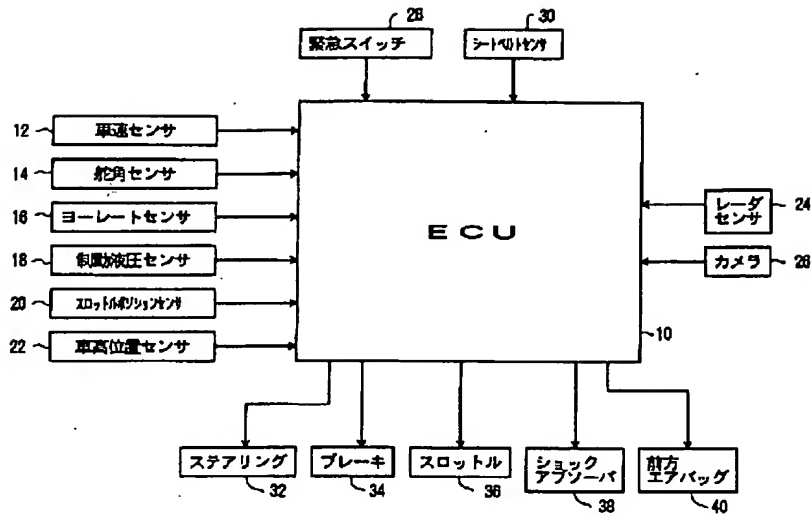 28
30
緊急スイッチ
シートベルトセンサ
12
車速センサ
14
舵角センサ
16
ヨーレートセンサ
18
制動液圧センサ
20
スロットルポジションセンサ
22
車高位置センサ
ECU
レーダ
センサ
24
カメラ
26
10
ステアリング
32
ブレーキ
34
スロットル
36
ショック
アブソーバ
38
前方
エアバッグ
40